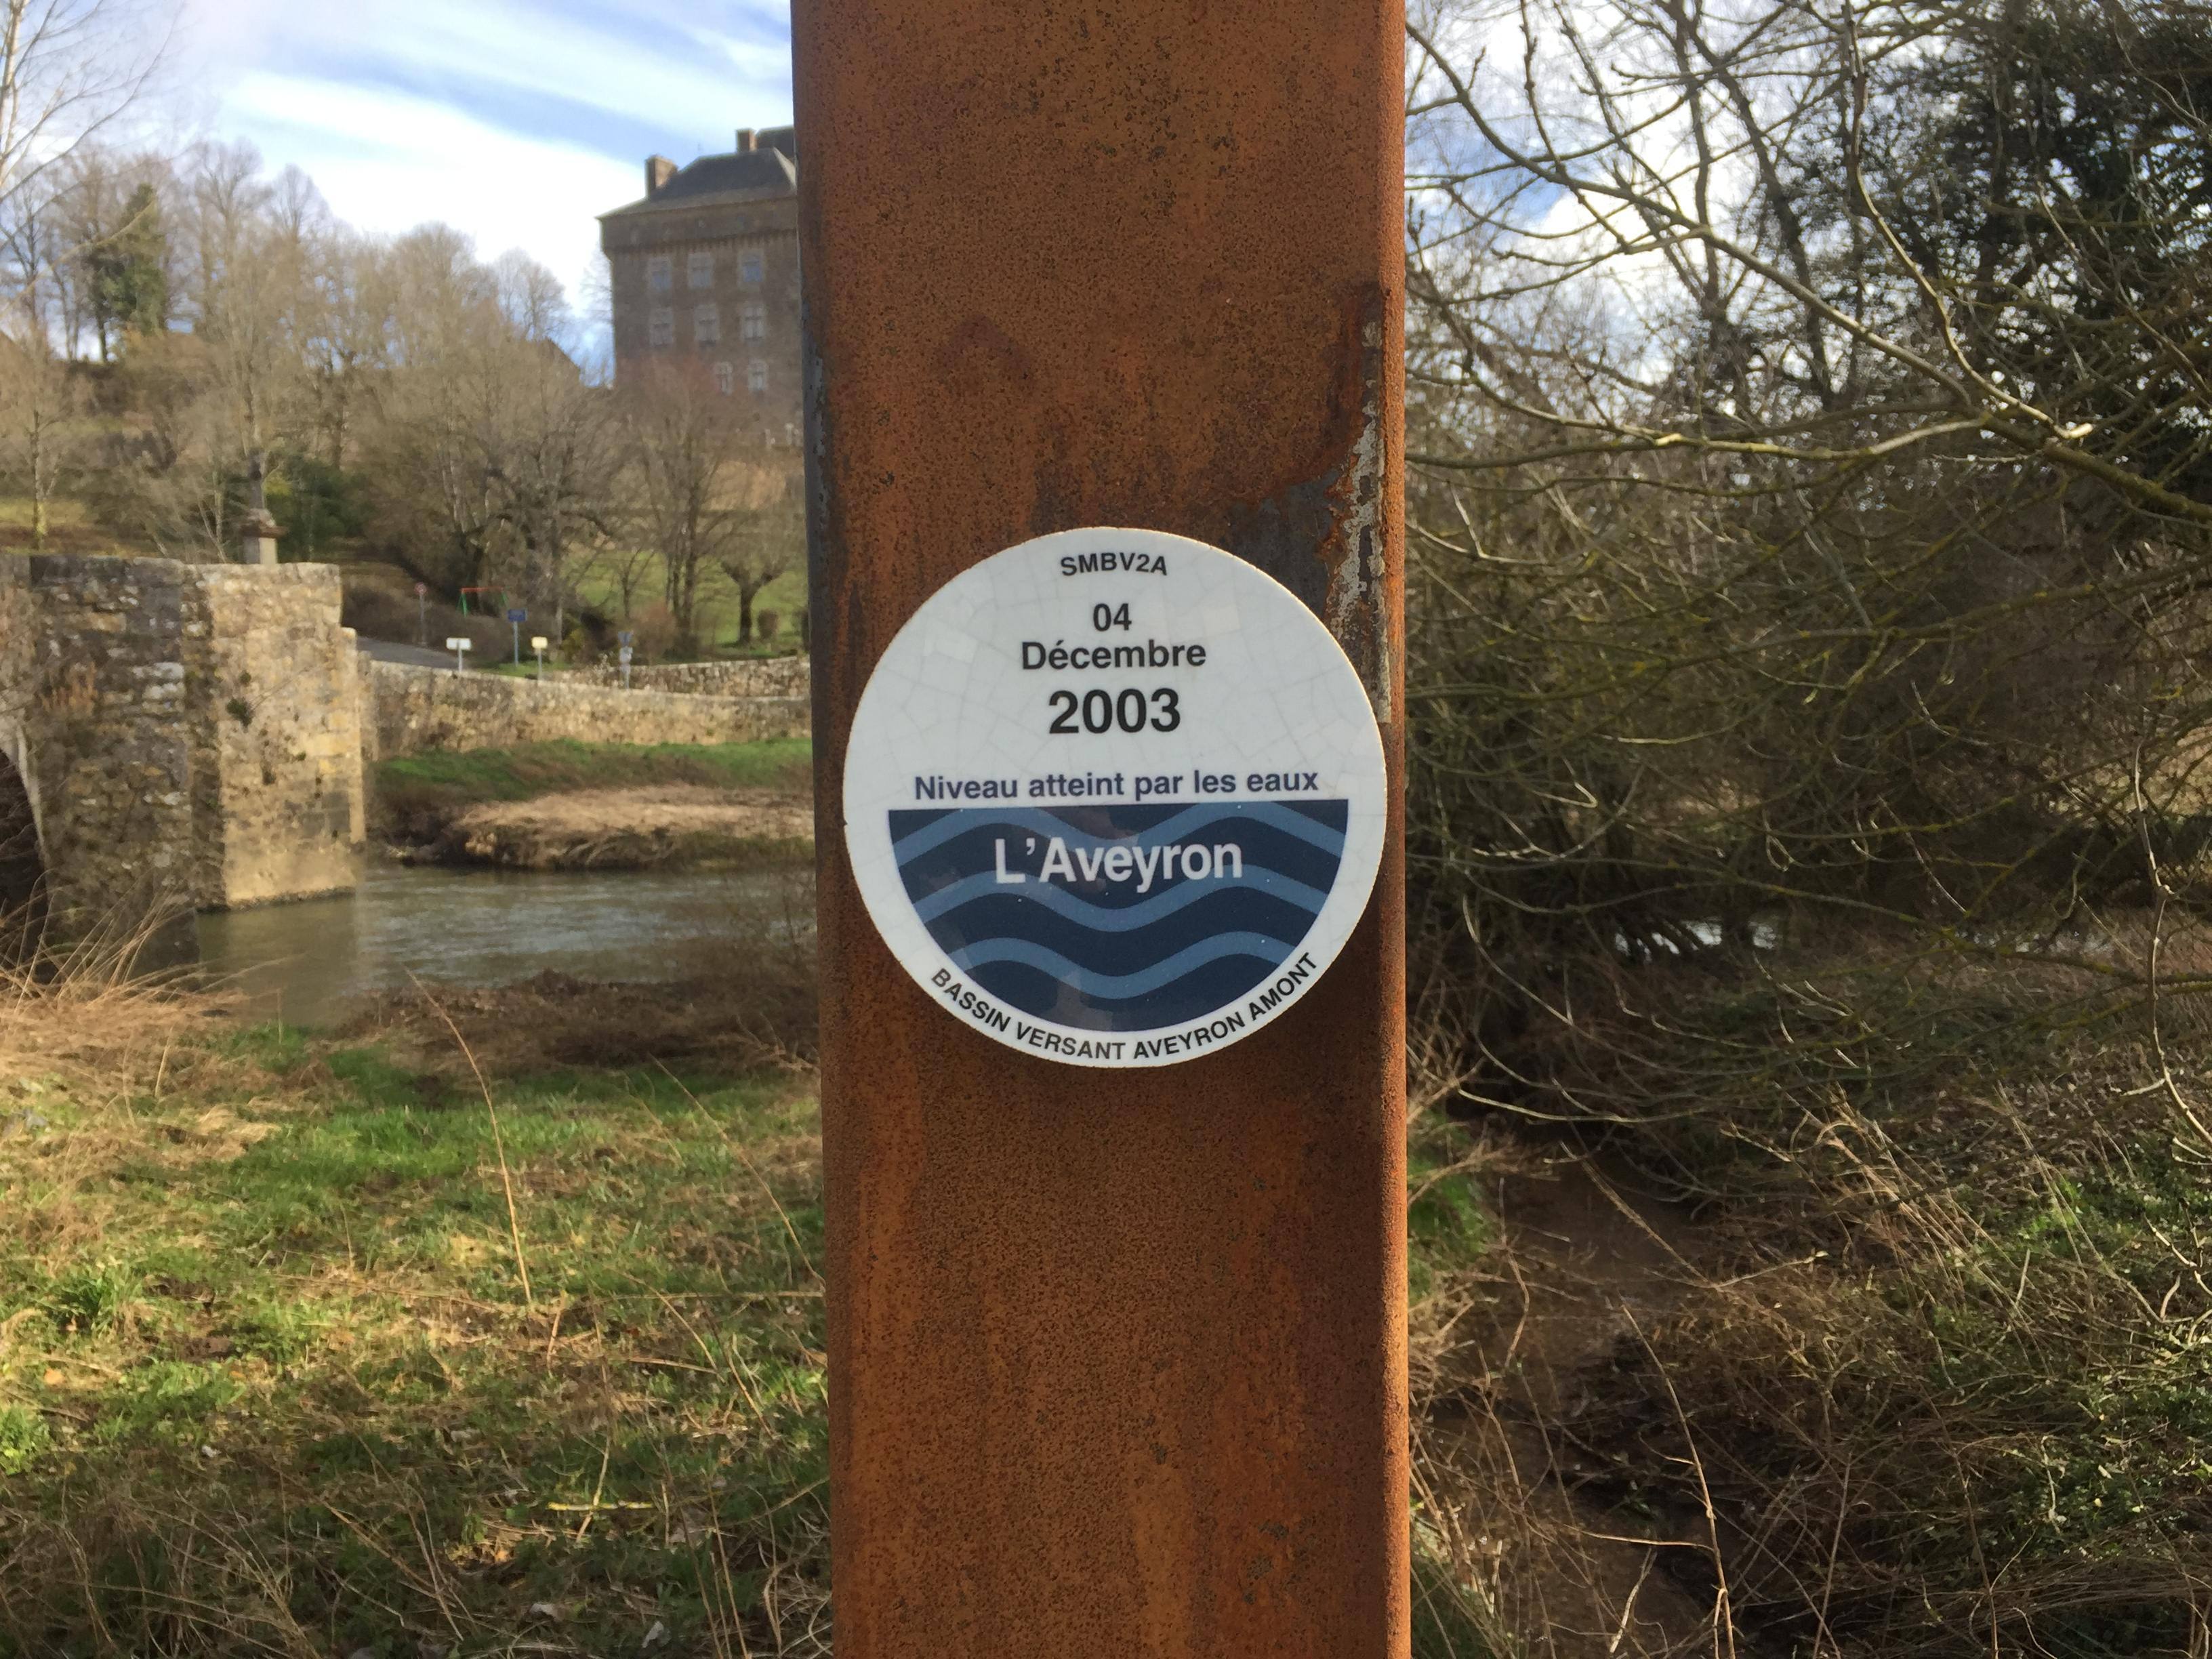 SMBV2A
04
Décembre
2003
Niveau atteint par les eaux
L'Aveyron
BASSIN VERSANT AVEYRON AMONT